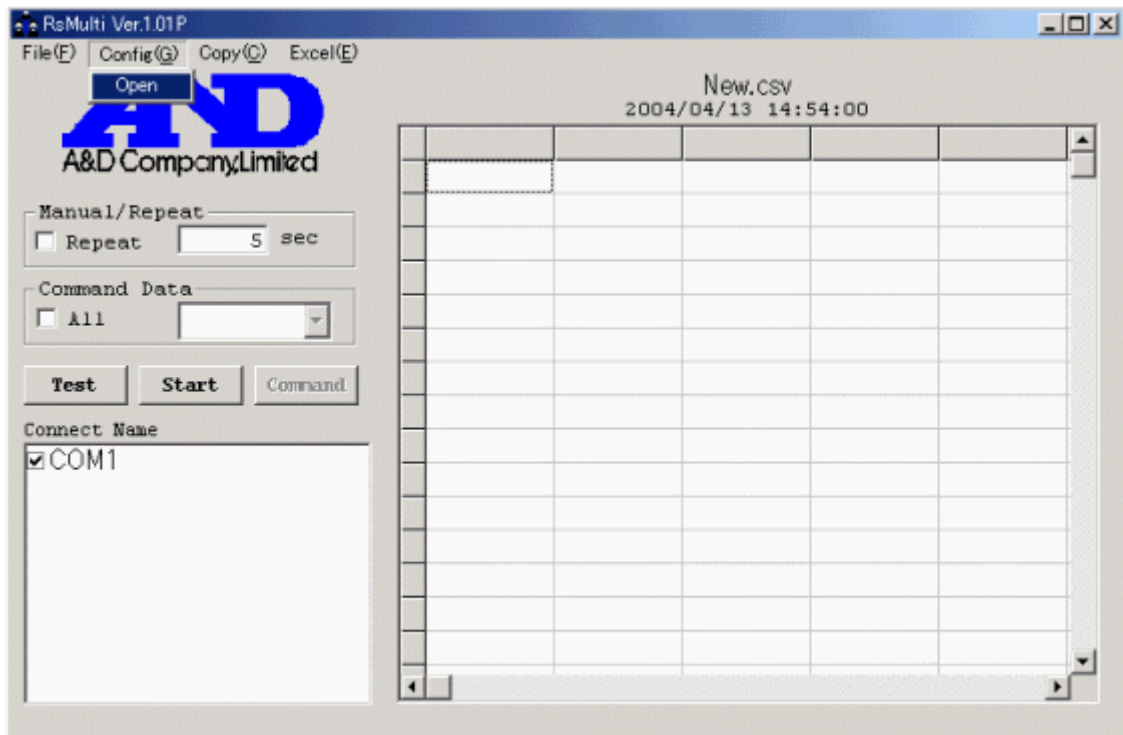 RsMulti Ver.1.01P
File(F) Config(G) Copy(C) Excel(E)
Open
New.csv
2004/04/13 14:54:00
AND
A&D Company,Limited
Manual/Repeat
Repeat 5 sec
Command Data
All
Test Start Command
Connect Name
COM1